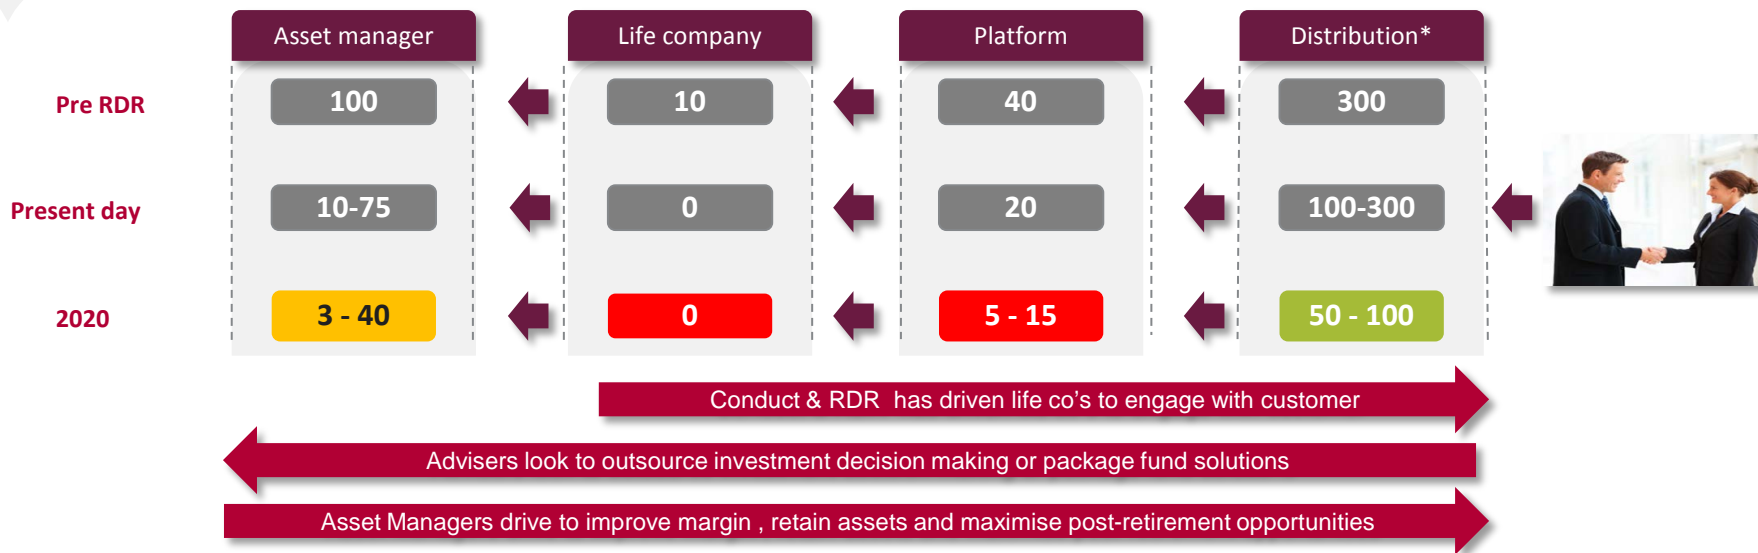 Asset manager Life company Platform Distribution*
Pre RDR 100 10 40 300
Present day 10-75 0 20 100-300
2020 3 - 40 0 5 - 15 50 - 100
Conduct & RDR has driven life co's to engage with customer
Advisers look to outsource investment decision making or package fund solutions
Asset Managers drive to improve margin , retain assets and maximise post-retirement opportunities